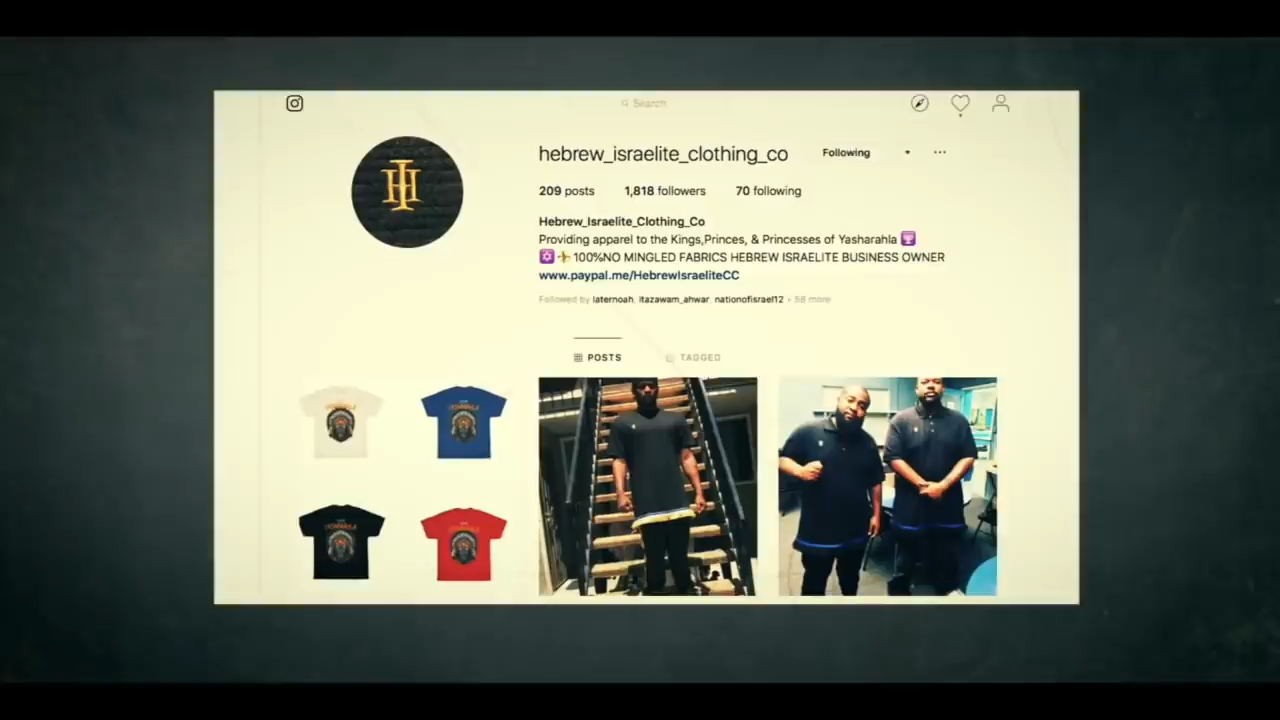 Search
hebrew_israelite_clothing_co Following
209 posts 1,818 followers 70 following
Hebrew_Israelite_Clothing_Co
Providing apparel to the Kings,Princes, & Princesses of Yasharahla 🕎
✡️✝100%NO MINGLED FABRICS HEBREW ISRAELITE BUSINESS OWNER
www.paypal.me/HebrewIsraeliteCC
Followed by laternoah, itazawam_ahwar, nationofisrael12 • 58 more
POSTS TAGGED
HI